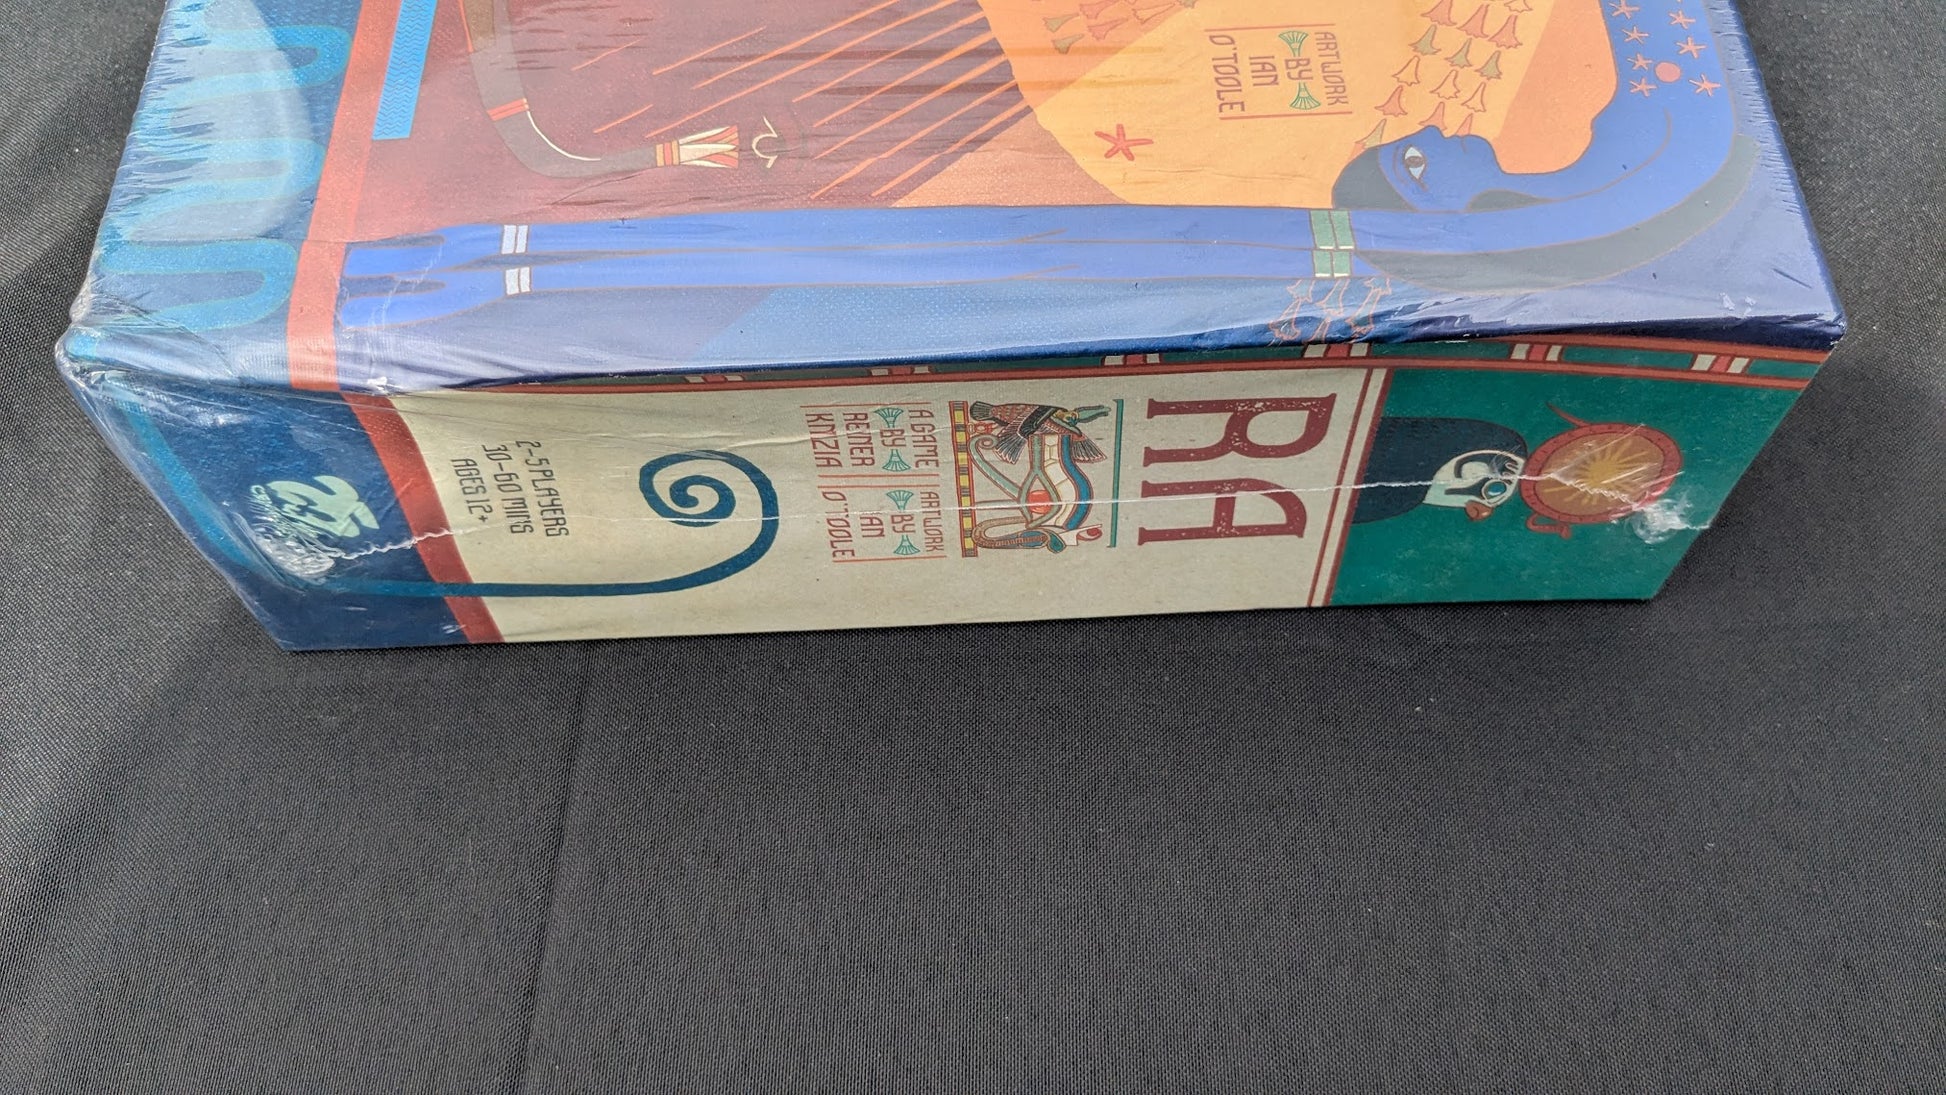 ARTWORK
BY
IAN
O'TOOLE
RA
A GAME
BY
REINER
KNIZIA
ARTWORK
BY
IAN
O'TOOLE
2-5 PLAYERS
30-60 MINS
AGES 12+
25